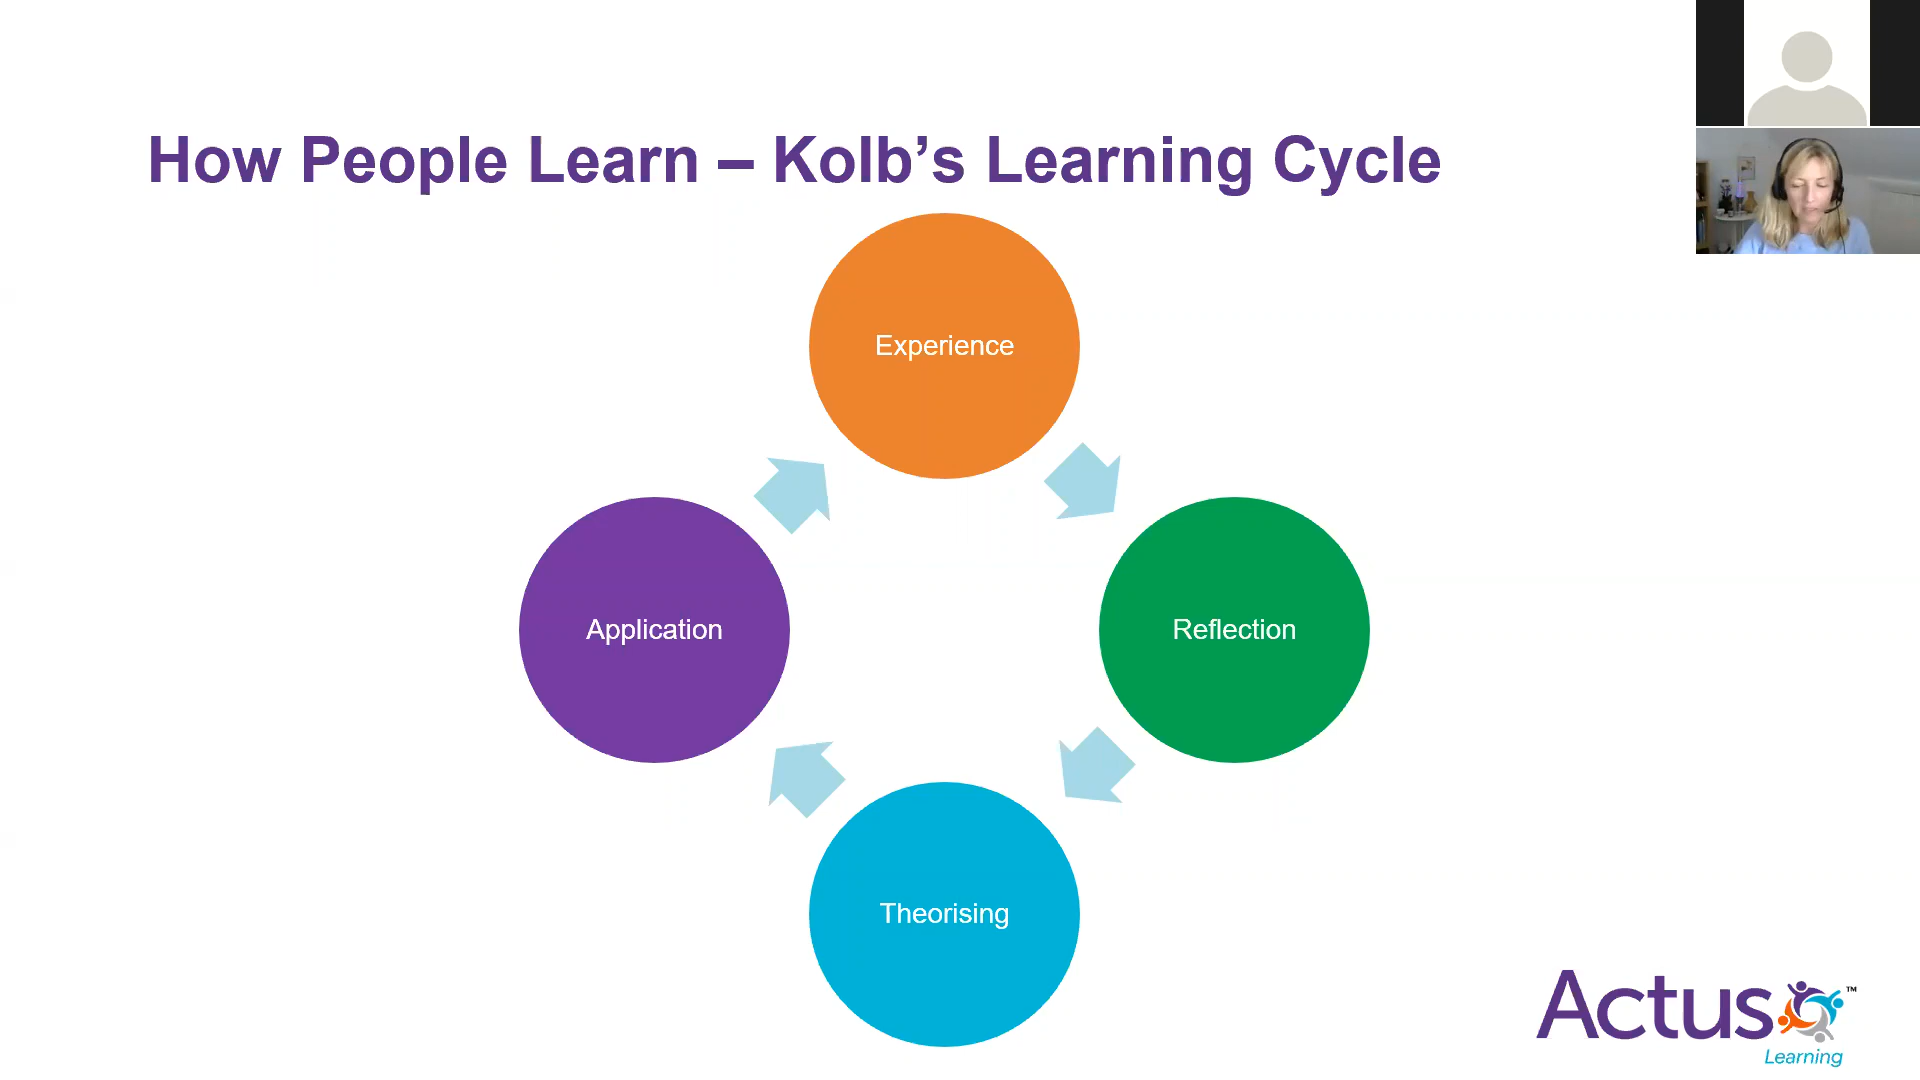 How People Learn – Kolb’s Learning Cycle
Experience
Application
Reflection
Theorising
Actus™
Learning